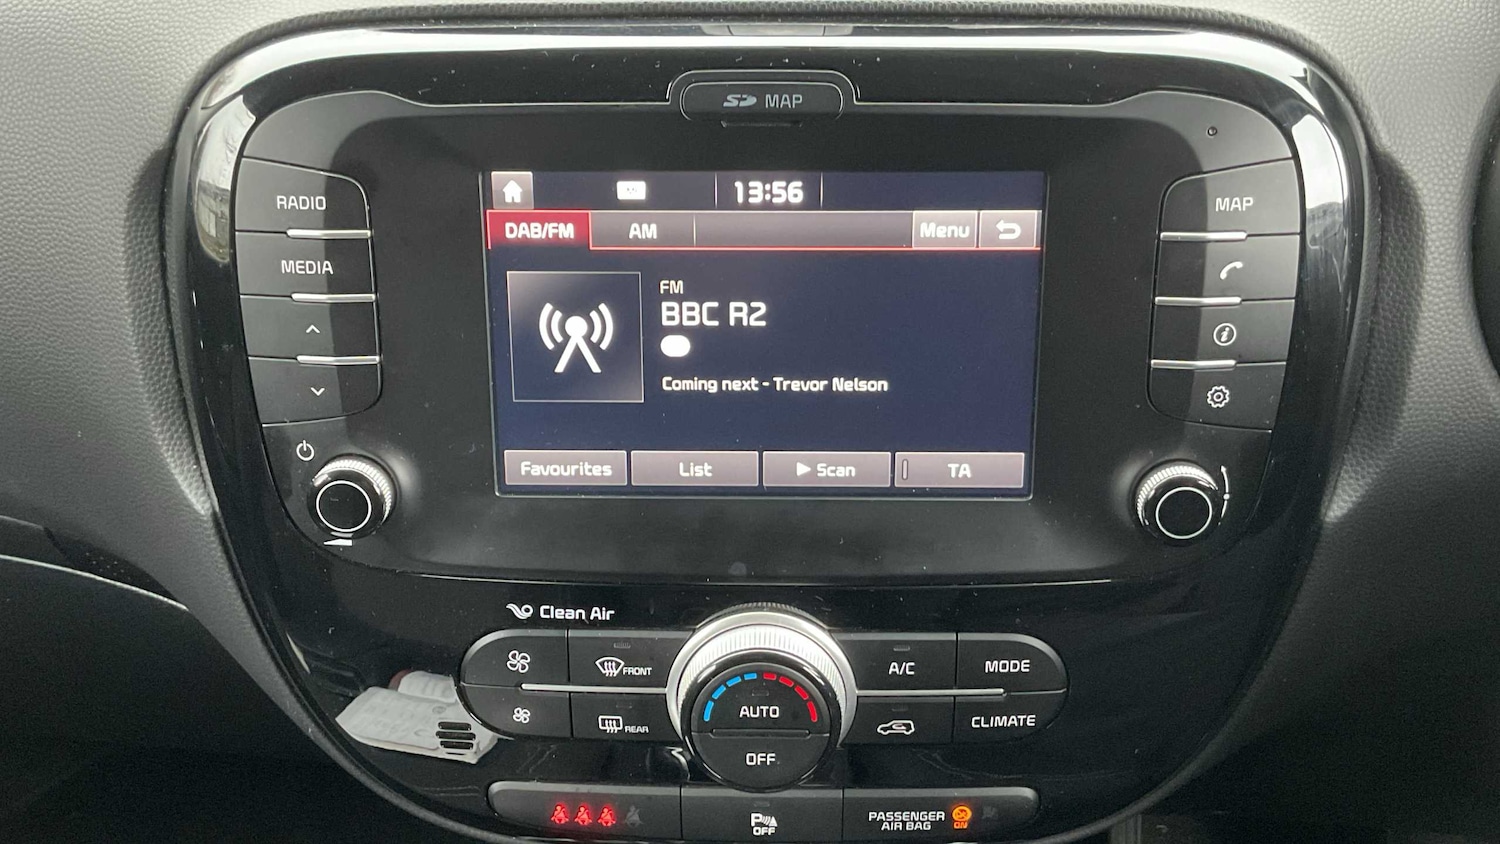 SD MAP
RADIO
MEDIA
MAP
13:56
DAB/FM
AM
Menu
FM
BBC R2
Coming next - Trevor Nelson
Favourites
List
Scan
TA
Clean Air
FRONT
REAR
AUTO
OFF
A/C
MODE
CLIMATE
P OFF
PASSENGER
AIR BAG
ON